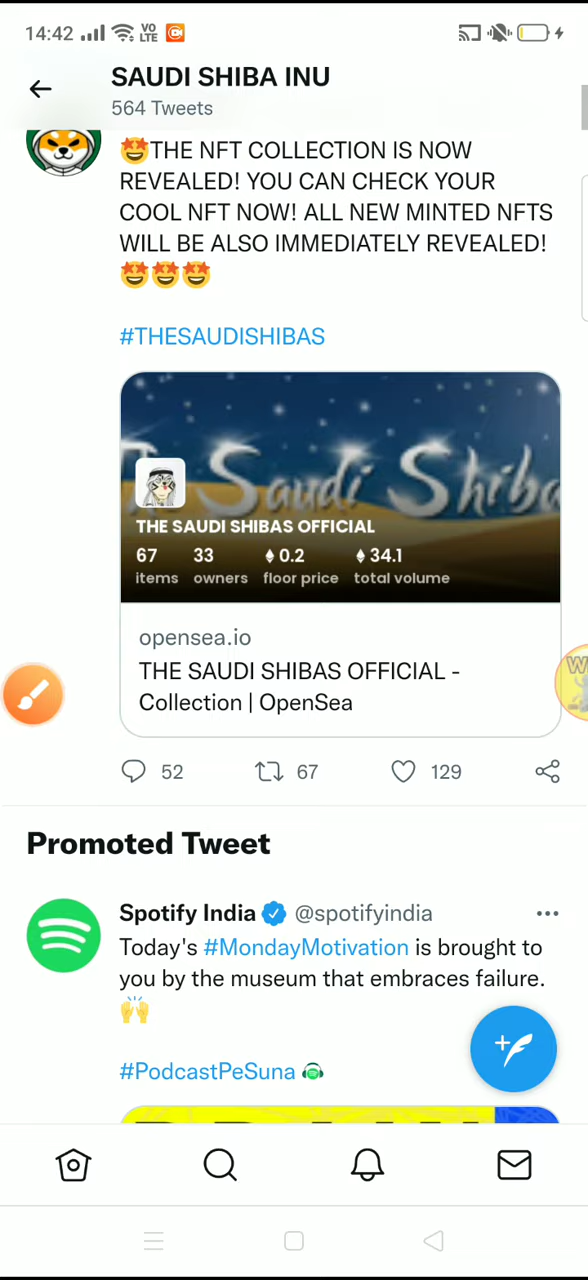 14:42 VO LTE
SAUDI SHIBA INU
564 Tweets
🤩THE NFT COLLECTION IS NOW
REVEALED! YOU CAN CHECK YOUR
COOL NFT NOW! ALL NEW MINTED NFTS
WILL BE ALSO IMMEDIATELY REVEALED!
🤩🤩🤩
#THESAUDISHIBAS
Saudi Shiba
THE SAUDI SHIBAS OFFICIAL
67 33 0.2 34.1
items owners floor price total volume
opensea.io
THE SAUDI SHIBAS OFFICIAL -
Collection | OpenSea
52 67 129
Promoted Tweet
Spotify India @spotifyindia
Today's #MondayMotivation is brought to
you by the museum that embraces failure.
🙌
#PodcastPeSuna